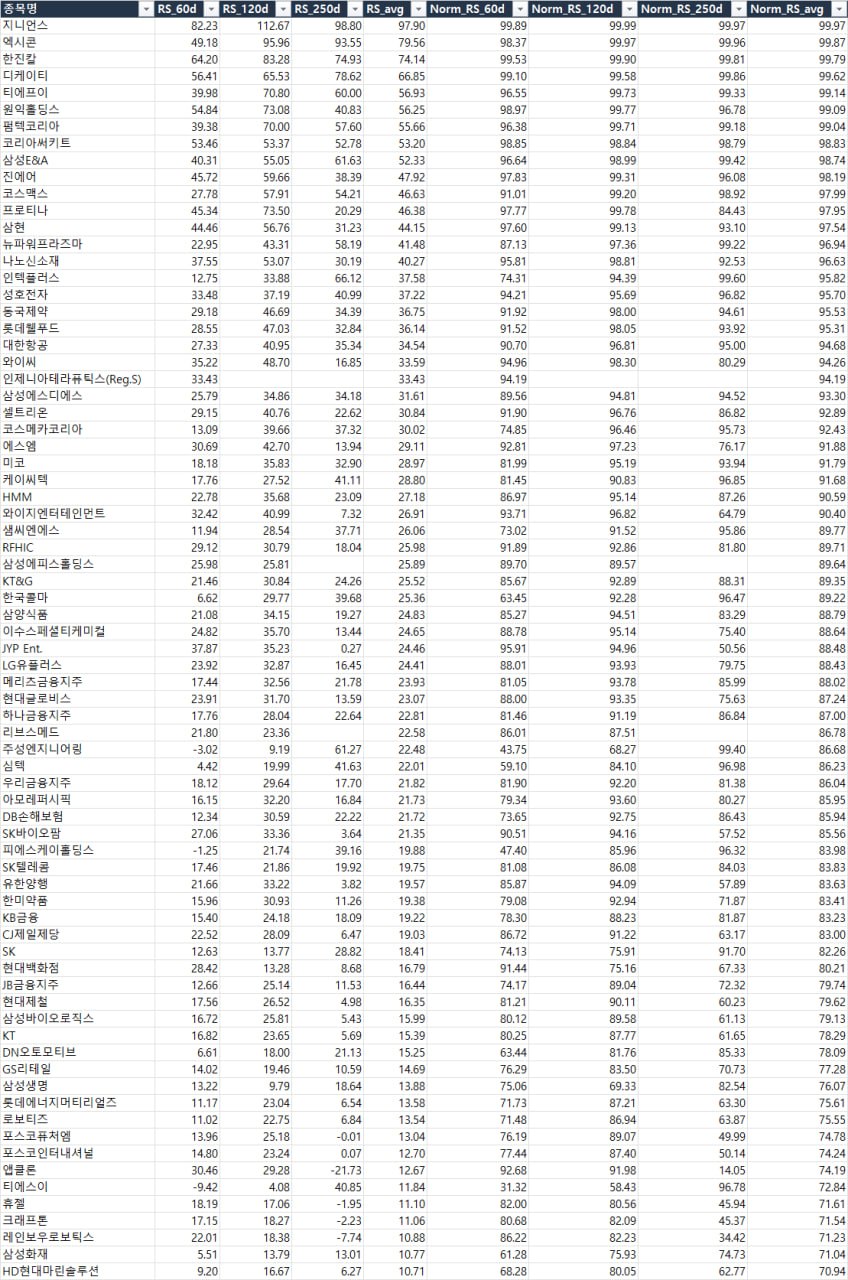 종목명 RS_60d RS_120d RS_250d RS_avg Norm_RS_60d Norm_RS_120d Norm_RS_250d Norm_RS_avg
지니언스 82.23 112.67 98.80 97.90 99.89 99.99 99.97 99.97
엑시콘 49.18 95.96 93.55 79.56 98.37 99.97 99.96 99.87
한진칼 64.20 83.28 74.93 74.14 99.53 99.90 99.81 99.79
디케이티 56.41 65.53 78.62 66.85 99.10 99.58 99.86 99.62
티에프이 39.98 70.80 60.00 56.93 96.55 99.73 99.33 99.14
원익홀딩스 54.84 73.08 40.83 56.25 98.97 99.77 96.78 99.09
펌텍코리아 39.38 70.00 57.60 55.66 96.38 99.71 99.18 99.04
코리아써키트 53.46 53.37 52.78 53.20 98.85 98.84 98.79 98.83
삼성E&A 40.31 55.05 61.63 52.33 96.64 98.99 99.42 98.74
진에어 45.72 59.66 38.39 47.92 97.83 99.31 96.08 98.19
코스맥스 27.78 57.91 54.21 46.63 91.01 99.20 98.92 97.99
프로티나 45.34 73.50 20.29 46.38 97.77 99.78 84.43 97.95
삼현 44.46 56.76 31.23 44.15 97.60 99.13 93.10 97.54
뉴파워프라즈마 22.95 43.31 58.19 41.48 87.13 97.36 99.22 96.94
나노신소재 37.55 53.07 30.19 40.27 95.81 98.81 92.53 96.63
인텍플러스 12.75 33.88 66.12 37.58 74.31 94.39 99.60 95.82
성호전자 33.48 37.19 40.99 37.22 94.21 95.69 96.82 95.70
동국제약 29.18 46.69 34.39 36.75 91.92 98.00 94.61 95.53
롯데웰푸드 28.55 47.03 32.84 36.14 91.52 98.05 93.92 95.31
대한항공 27.33 40.95 35.34 34.54 90.70 96.81 95.00 94.68
와이씨 35.22 48.70 16.85 33.59 94.96 98.30 80.29 94.26
인제니아테라퓨틱스(Reg.S) 33.43 33.43 94.19 94.19
삼성에스디에스 25.79 34.86 34.18 31.61 89.56 94.81 94.52 93.30
셀트리온 29.15 40.76 22.62 30.84 91.90 96.76 86.82 92.89
코스메카코리아 13.09 39.66 37.32 30.02 74.85 96.46 95.73 92.43
에스엠 30.69 42.70 13.94 29.11 92.81 97.23 76.17 91.88
미코 18.18 35.83 32.90 28.97 81.99 95.19 93.94 91.79
케이씨텍 17.76 27.52 41.11 28.80 81.45 90.83 96.85 91.68
HMM 22.78 35.68 23.09 27.18 86.97 95.14 87.26 90.59
와이지엔터테인먼트 32.42 40.99 7.32 26.91 93.71 96.82 64.79 90.40
샘씨엔에스 11.94 28.54 37.71 26.06 73.02 91.52 95.86 89.77
RFHIC 29.12 30.79 18.04 25.98 91.89 92.86 81.80 89.71
삼성에피스홀딩스 25.98 25.81 25.89 89.70 89.57 89.64
KT&G 21.46 30.84 24.26 25.52 85.67 92.89 88.31 89.35
한국콜마 6.62 29.77 39.68 25.36 63.45 92.28 96.47 89.22
삼양식품 21.08 34.15 19.27 24.83 85.27 94.51 83.29 88.79
이수스페셜티케미컬 24.82 35.70 13.44 24.65 88.78 95.14 75.40 88.64
JYP Ent. 37.87 35.23 0.27 24.46 95.91 94.96 50.56 88.48
LG유플러스 23.92 32.87 16.45 24.41 88.01 93.93 79.75 88.43
메리츠금융지주 17.44 32.56 21.78 23.93 81.05 93.78 85.99 88.02
현대글로비스 23.91 31.70 13.59 23.07 88.00 93.35 75.63 87.24
하나금융지주 17.76 28.04 22.64 22.81 81.46 91.19 86.84 87.00
리브스메드 21.80 23.36 22.58 86.01 87.51 86.78
주성엔지니어링 -3.02 9.19 61.27 22.48 43.75 68.27 99.40 86.68
심텍 4.42 19.99 41.63 22.01 59.10 84.10 96.98 86.23
우리금융지주 18.12 29.64 17.70 21.82 81.90 92.20 81.38 86.04
아모레퍼시픽 16.15 32.20 16.84 21.73 79.34 93.60 80.27 85.95
DB손해보험 12.34 30.59 22.22 21.72 73.65 92.75 86.43 85.94
SK바이오팜 27.06 33.36 3.64 21.35 90.51 94.16 57.52 85.56
피에스케이홀딩스 -1.25 21.74 39.16 19.88 47.40 85.96 96.32 83.98
SK텔레콤 17.46 21.86 19.92 19.75 81.08 86.08 84.03 83.83
유한양행 21.66 33.22 3.82 19.57 85.87 94.09 57.89 83.63
한미약품 15.96 30.93 11.26 19.38 79.08 92.94 71.87 83.41
KB금융 15.40 24.18 18.09 19.22 78.30 88.23 81.87 83.23
CJ제일제당 22.52 28.09 6.47 19.03 86.72 91.22 63.17 83.00
SK 12.63 13.77 28.82 18.41 74.13 75.91 91.70 82.26
현대백화점 28.42 13.28 8.68 16.79 91.44 75.16 67.33 80.21
JB금융지주 12.66 25.14 11.53 16.44 74.17 89.04 72.32 79.74
현대제철 17.56 26.52 4.98 16.35 81.21 90.11 60.23 79.62
삼성바이오로직스 16.72 25.81 5.43 15.99 80.12 89.58 61.13 79.13
KT 16.82 23.65 5.69 15.39 80.25 87.77 61.65 78.29
DN오토모티브 6.61 18.00 21.13 15.25 63.44 81.76 85.33 78.09
GS리테일 14.02 19.46 10.59 14.69 76.29 83.50 70.73 77.28
삼성생명 13.22 9.79 18.64 13.88 75.06 69.33 82.54 76.07
롯데에너지머티리얼즈 11.17 23.04 6.54 13.58 71.73 87.21 63.30 75.61
로보티즈 11.02 22.75 6.84 13.54 71.48 86.94 63.87 75.55
포스코퓨처엠 13.96 25.18 -0.01 13.04 76.19 89.07 49.99 74.78
포스코인터내셔널 14.80 23.24 0.07 12.70 77.44 87.40 50.14 74.24
앱클론 30.46 29.28 -21.73 12.67 92.68 91.98 14.05 74.19
티에스이 -9.42 4.08 40.85 11.84 31.32 58.43 96.78 72.84
휴젤 18.19 17.06 -1.95 11.10 82.00 80.56 45.94 71.61
크래프톤 17.15 18.27 -2.23 11.06 80.68 82.09 45.37 71.54
레인보우로보틱스 22.01 18.38 -7.74 10.88 86.22 82.23 34.42 71.23
삼성화재 5.51 13.79 13.01 10.77 61.28 75.93 74.73 71.04
HD현대마린솔루션 9.20 16.67 6.27 10.71 68.28 80.05 62.77 70.94